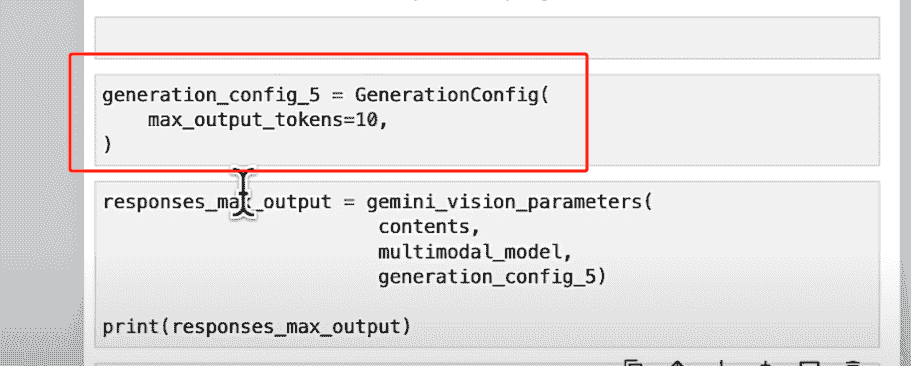 generation_config_5 = GenerationConfig(
    max_output_tokens=10,
)
responses_max_output = gemini_vision_parameters(
                       contents,
                       multimodal_model,
                       generation_config_5)
print(responses_max_output)